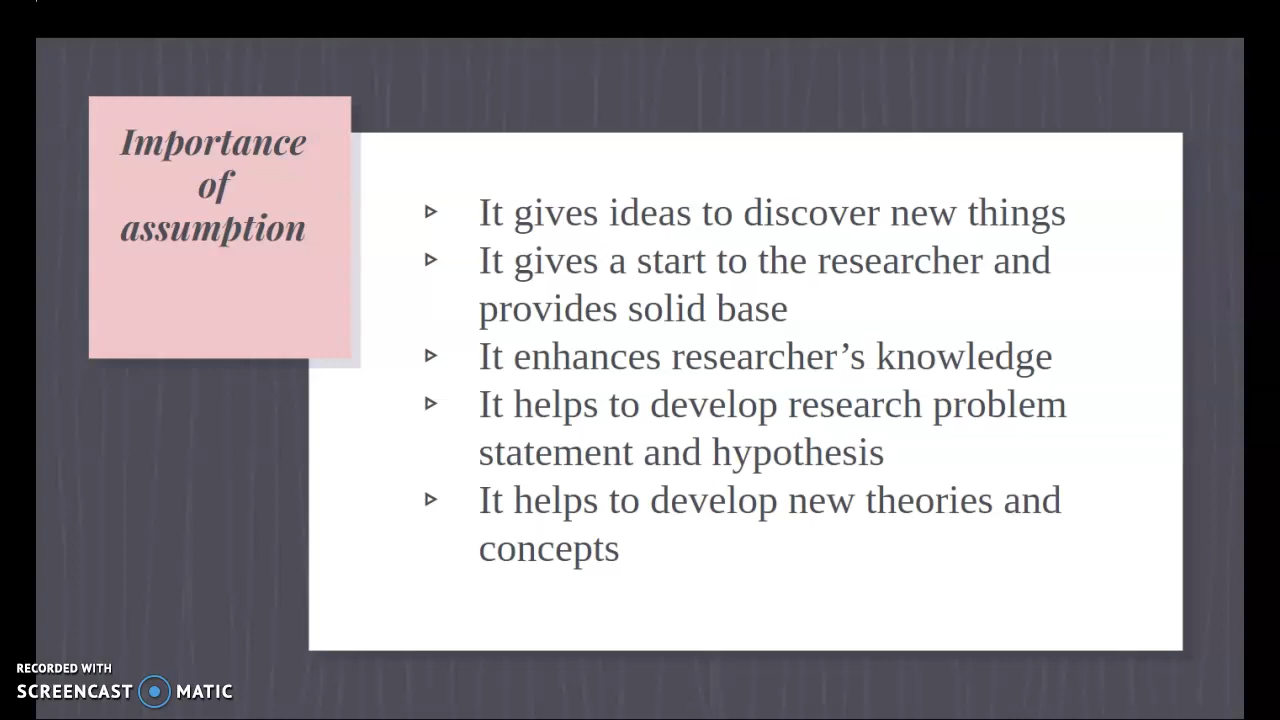 Importance
of
assumption
It gives ideas to discover new things
It gives a start to the researcher and
provides solid base
It enhances researcher’s knowledge
It helps to develop research problem
statement and hypothesis
It helps to develop new theories and
concepts
RECORDED WITH
SCREENCAST MATIC